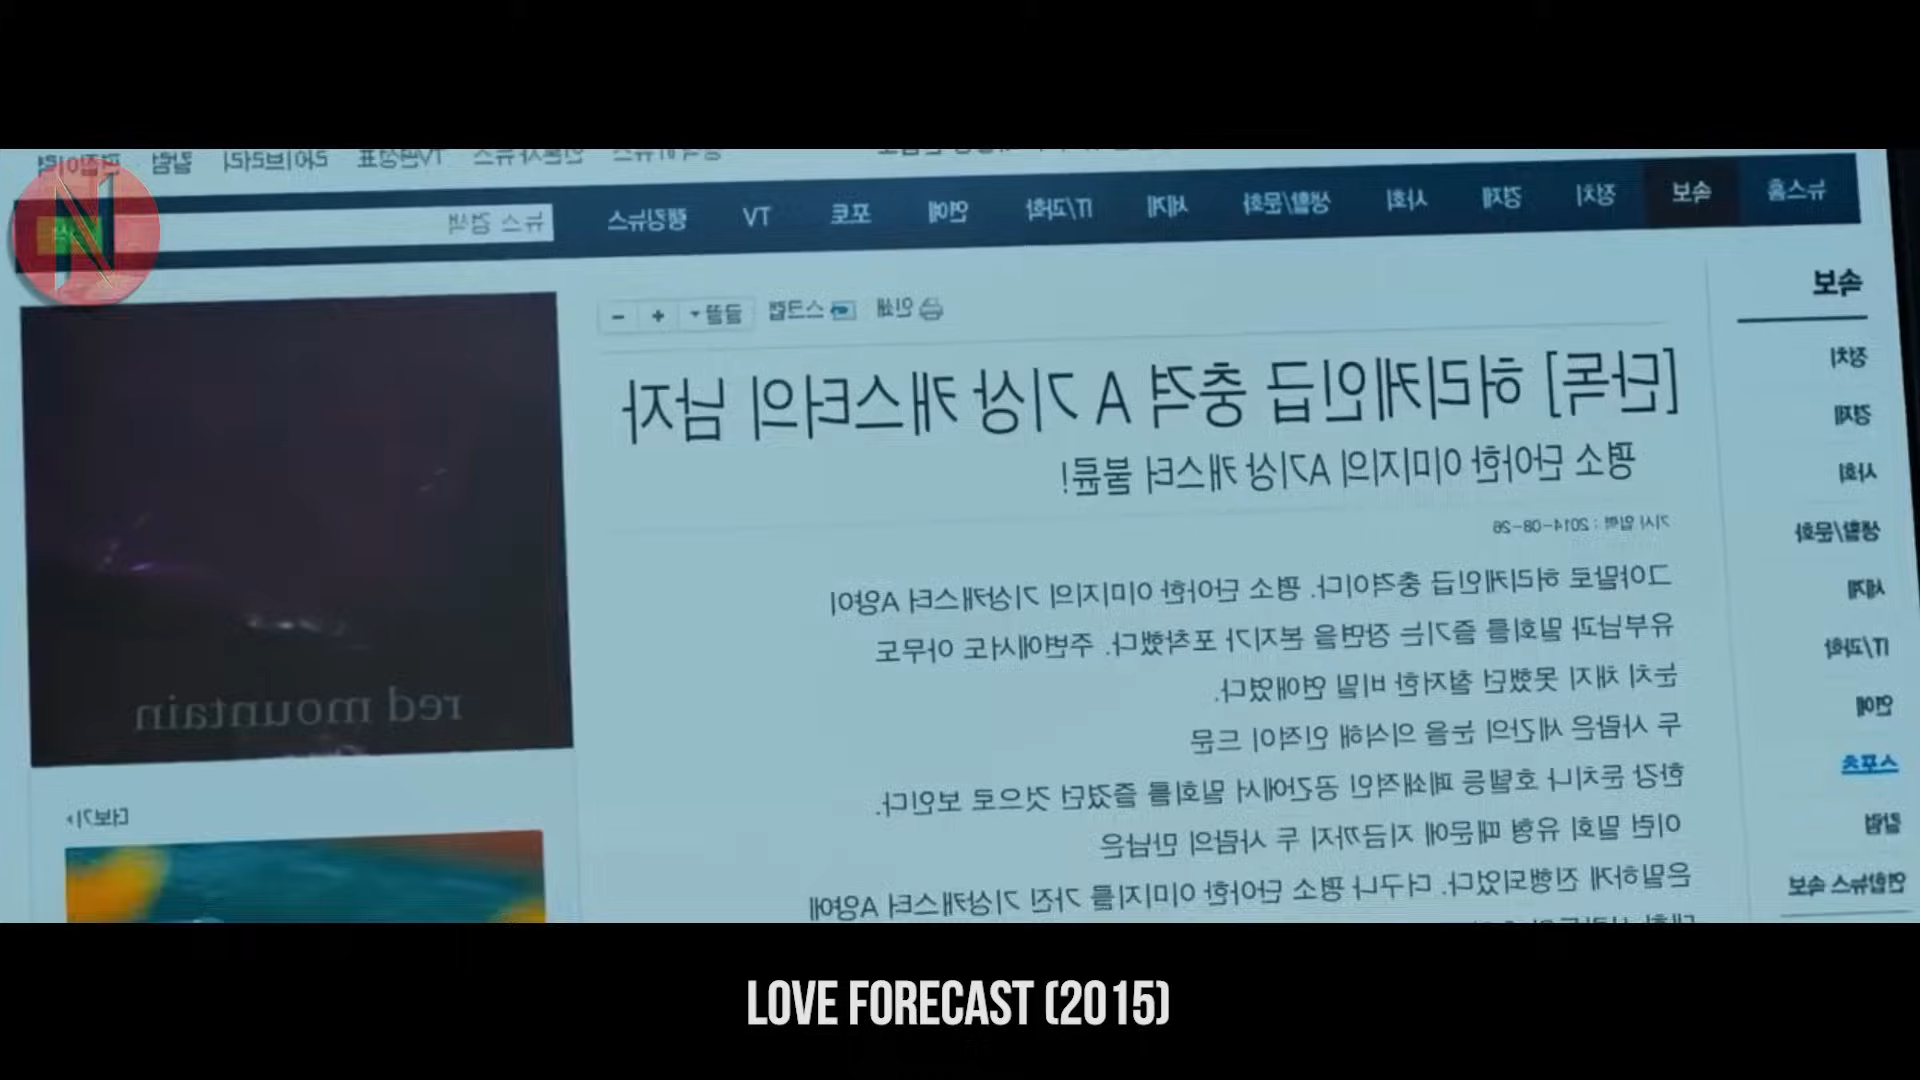 칼럼 라이브러리 TV편성표
뉴스홈 속보 정치 경제 사회 생활/문화 세계 IT/과학 연예 포토 TV 랭킹뉴스
뉴스 검색
속보
정치
경제
사회
생활/문화
세계
IT/과학
연예
스포츠
칼럼
연합뉴스 속보
인쇄 스크랩 글꼴 + -
[단독] 허리케인급 충격 A 기상 캐스터의 남자
평소 단아한 이미지의 A기상 캐스터 불륜!
기사 입력 : 2014-08-26
그야말로 허리케인급 충격이다. 평소 단아한 이미지의 기상캐스터 A양이
유부남과 밀회를 즐기는 장면을 본지가 포착했다. 주변에서도 아무도
눈치 채지 못했던 철저한 비밀 연애였다.
두 사람은 세간의 눈을 의식해 인적이 드문
한강 둔치나 호텔등 폐쇄적인 공간에서 밀회를 즐겼던 것으로 보인다.
이런 밀회 유형 때문에 지금까지 두 사람의 만남은
은밀하게 진행되었다. 더구나 평소 단아한 이미지를 가진 기상캐스터 A양에
red mountain
더보기
N
LOVE FORECAST (2015)